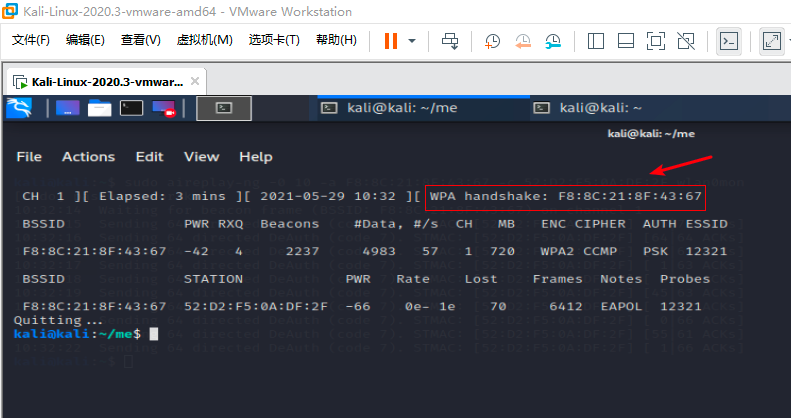 Kali-Linux-2020.3-vmware-amd64 - VMware Workstation
文件(F) 编辑(E) 查看(V) 虚拟机(M) 选项卡(T) 帮助(H)
Kali-Linux-2020.3-vmwar...
kali@kali: ~/me kali@kali: ~
kali@kali: ~/me
File Actions Edit View Help
CH 1 ][ Elapsed: 3 mins ][ 2021-05-29 10:32 ][ WPA handshake: F8:8C:21:8F:43:67
BSSID PWR RXQ Beacons #Data, #/s CH MB ENC CIPHER AUTH ESSID
F8:8C:21:8F:43:67 -42 4 2237 4983 57 1 720 WPA2 CCMP PSK 12321
BSSID STATION PWR Rate Lost Frames Notes Probes
F8:8C:21:8F:43:67 52:D2:F5:0A:DF:2F -66 0e- 1e 70 6412 EAPOL 12321
Quitting...
kali@kali:~/me$